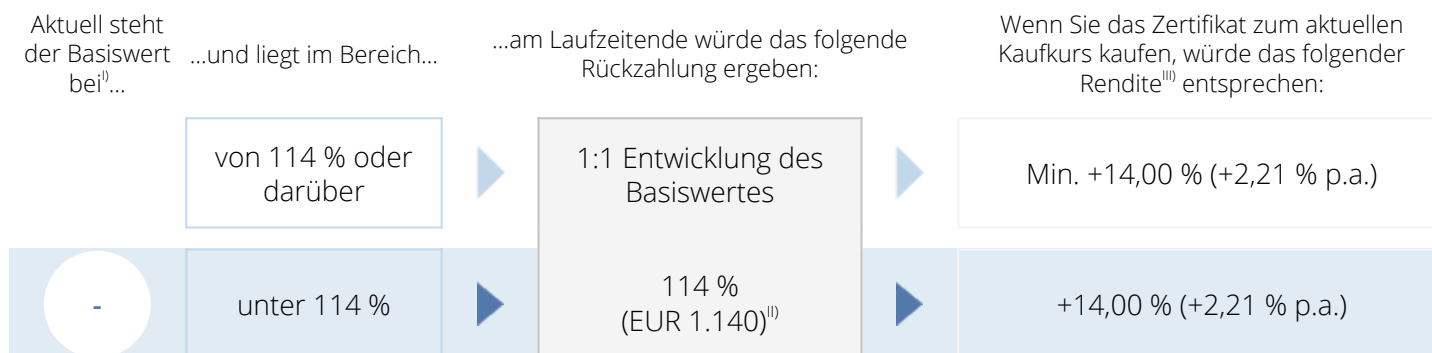 Aktuell steht
der Basiswert
bei I)...
...und liegt im Bereich...
...am Laufzeitende würde das folgende
Rückzahlung ergeben:
Wenn Sie das Zertifikat zum aktuellen
Kaufkurs kaufen, würde das folgender
Rendite III) entsprechen:
von 114 % oder
darüber
1:1 Entwicklung des
Basiswertes
Min. +14,00 % (+2,21 % p.a.)
-
unter 114 %
114 %
(EUR 1.140) II)
+14,00 % (+2,21 % p.a.)